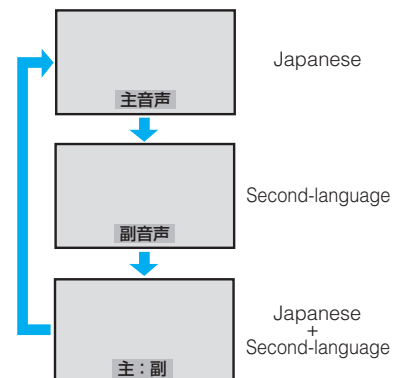 主音声
Japanese
副音声
Second-language
主：副
Japanese
+
Second-language